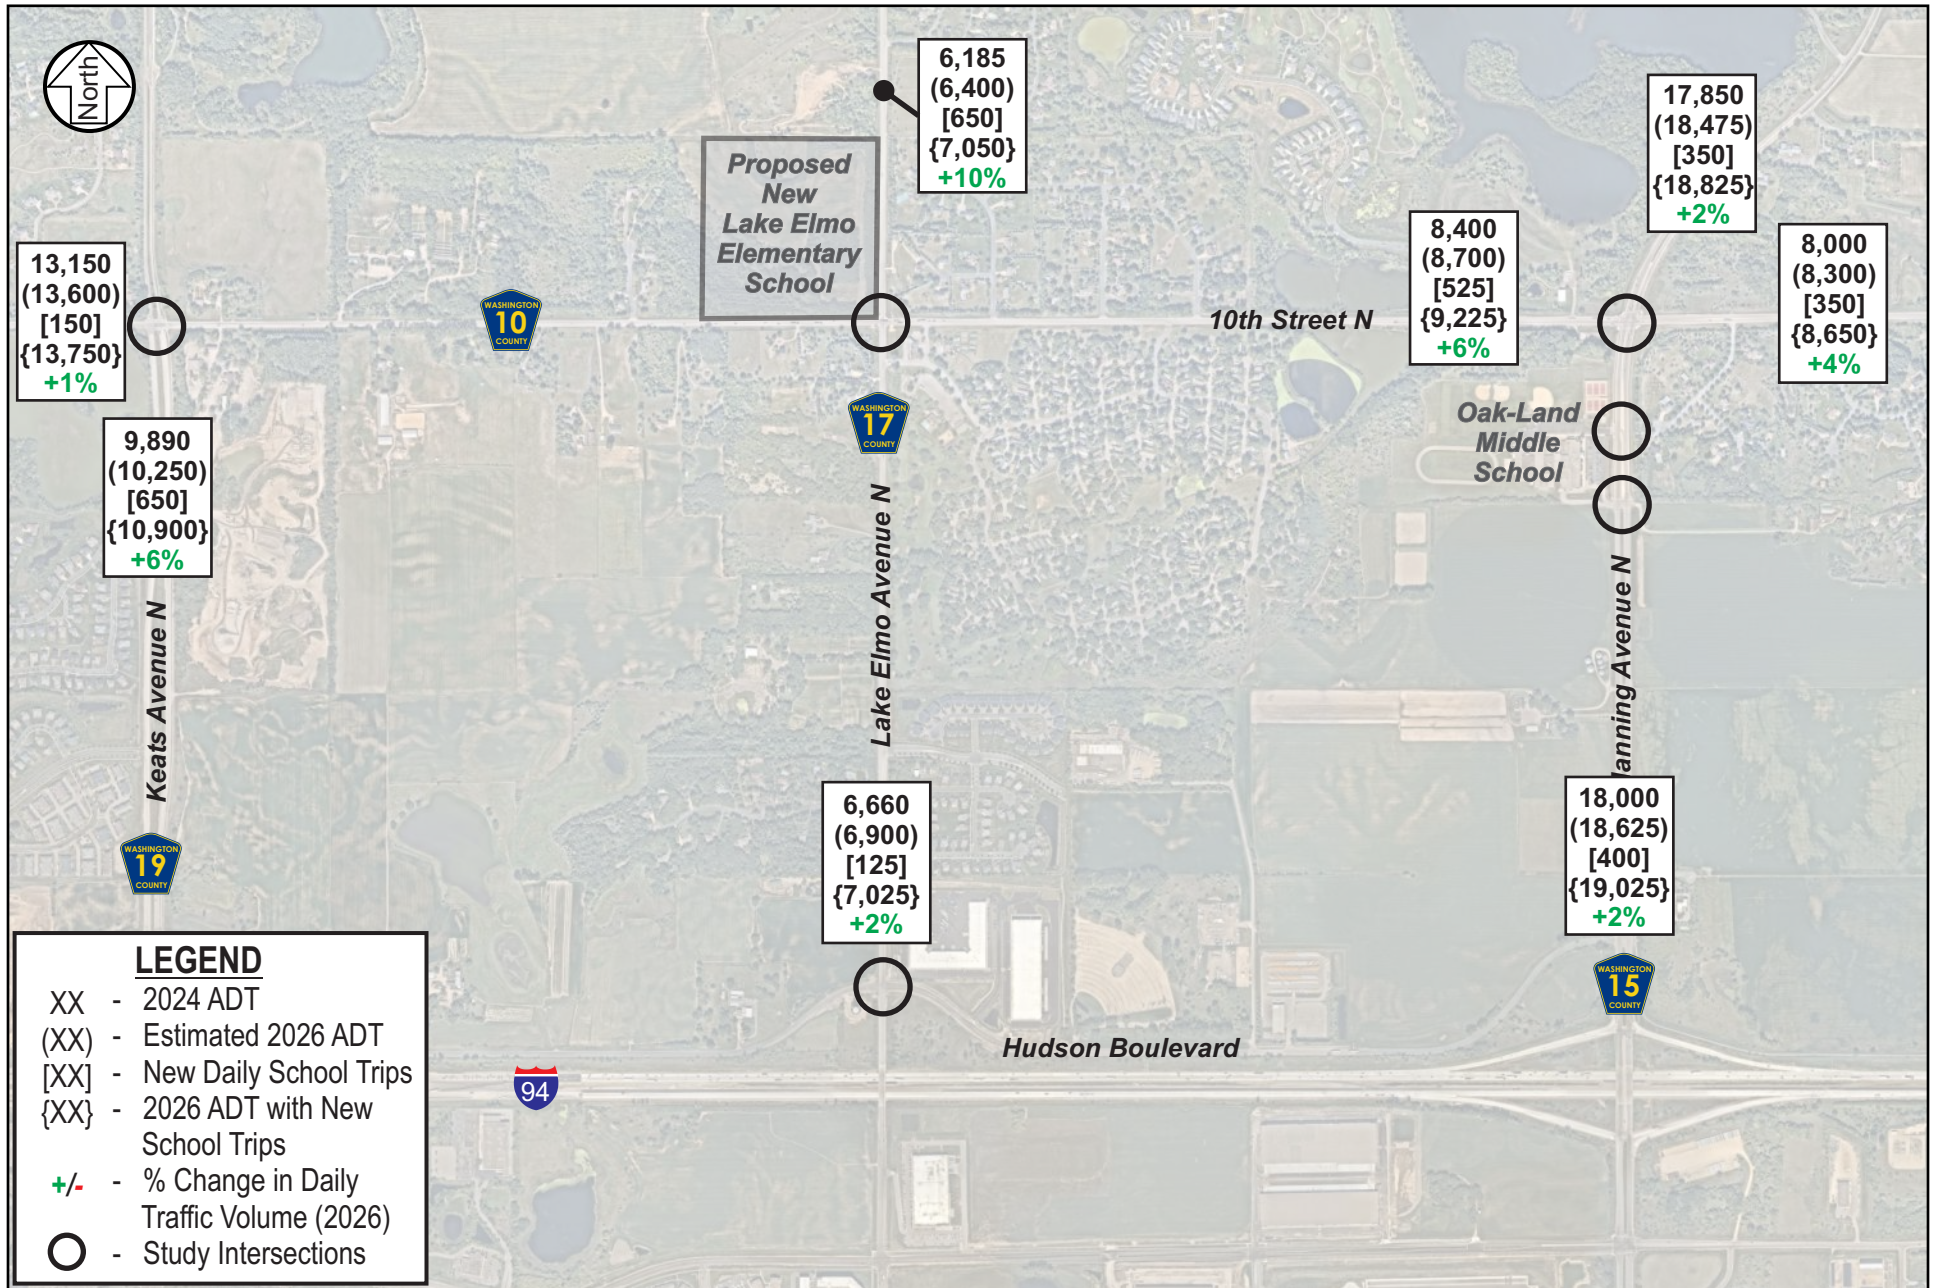 North
6,185
(6,400)
[650]
{7,050}
+10%
17,850
(18,475)
[350]
{18,825}
+2%
Proposed
New
Lake Elmo
Elementary
School
8,400
(8,700)
[525]
{9,225}
+6%
8,000
(8,300)
[350]
{8,650}
+4%
13,150
(13,600)
[150]
{13,750}
+1%
WASHINGTON
10
COUNTY
10th Street N
WASHINGTON
17
COUNTY
Oak-Land
Middle
School
9,890
(10,250)
[650]
{10,900}
+6%
Keats Avenue N
Lake Elmo Avenue N
anning Avenue N
6,660
(6,900)
[125]
{7,025}
+2%
18,000
(18,625)
[400]
{19,025}
+2%
WASHINGTON
19
COUNTY
WASHINGTON
15
COUNTY
Hudson Boulevard
94
LEGEND
XX - 2024 ADT
(XX) - Estimated 2026 ADT
[XX] - New Daily School Trips
{XX} - 2026 ADT with New
School Trips
+/- - % Change in Daily
Traffic Volume (2026)
- Study Intersections